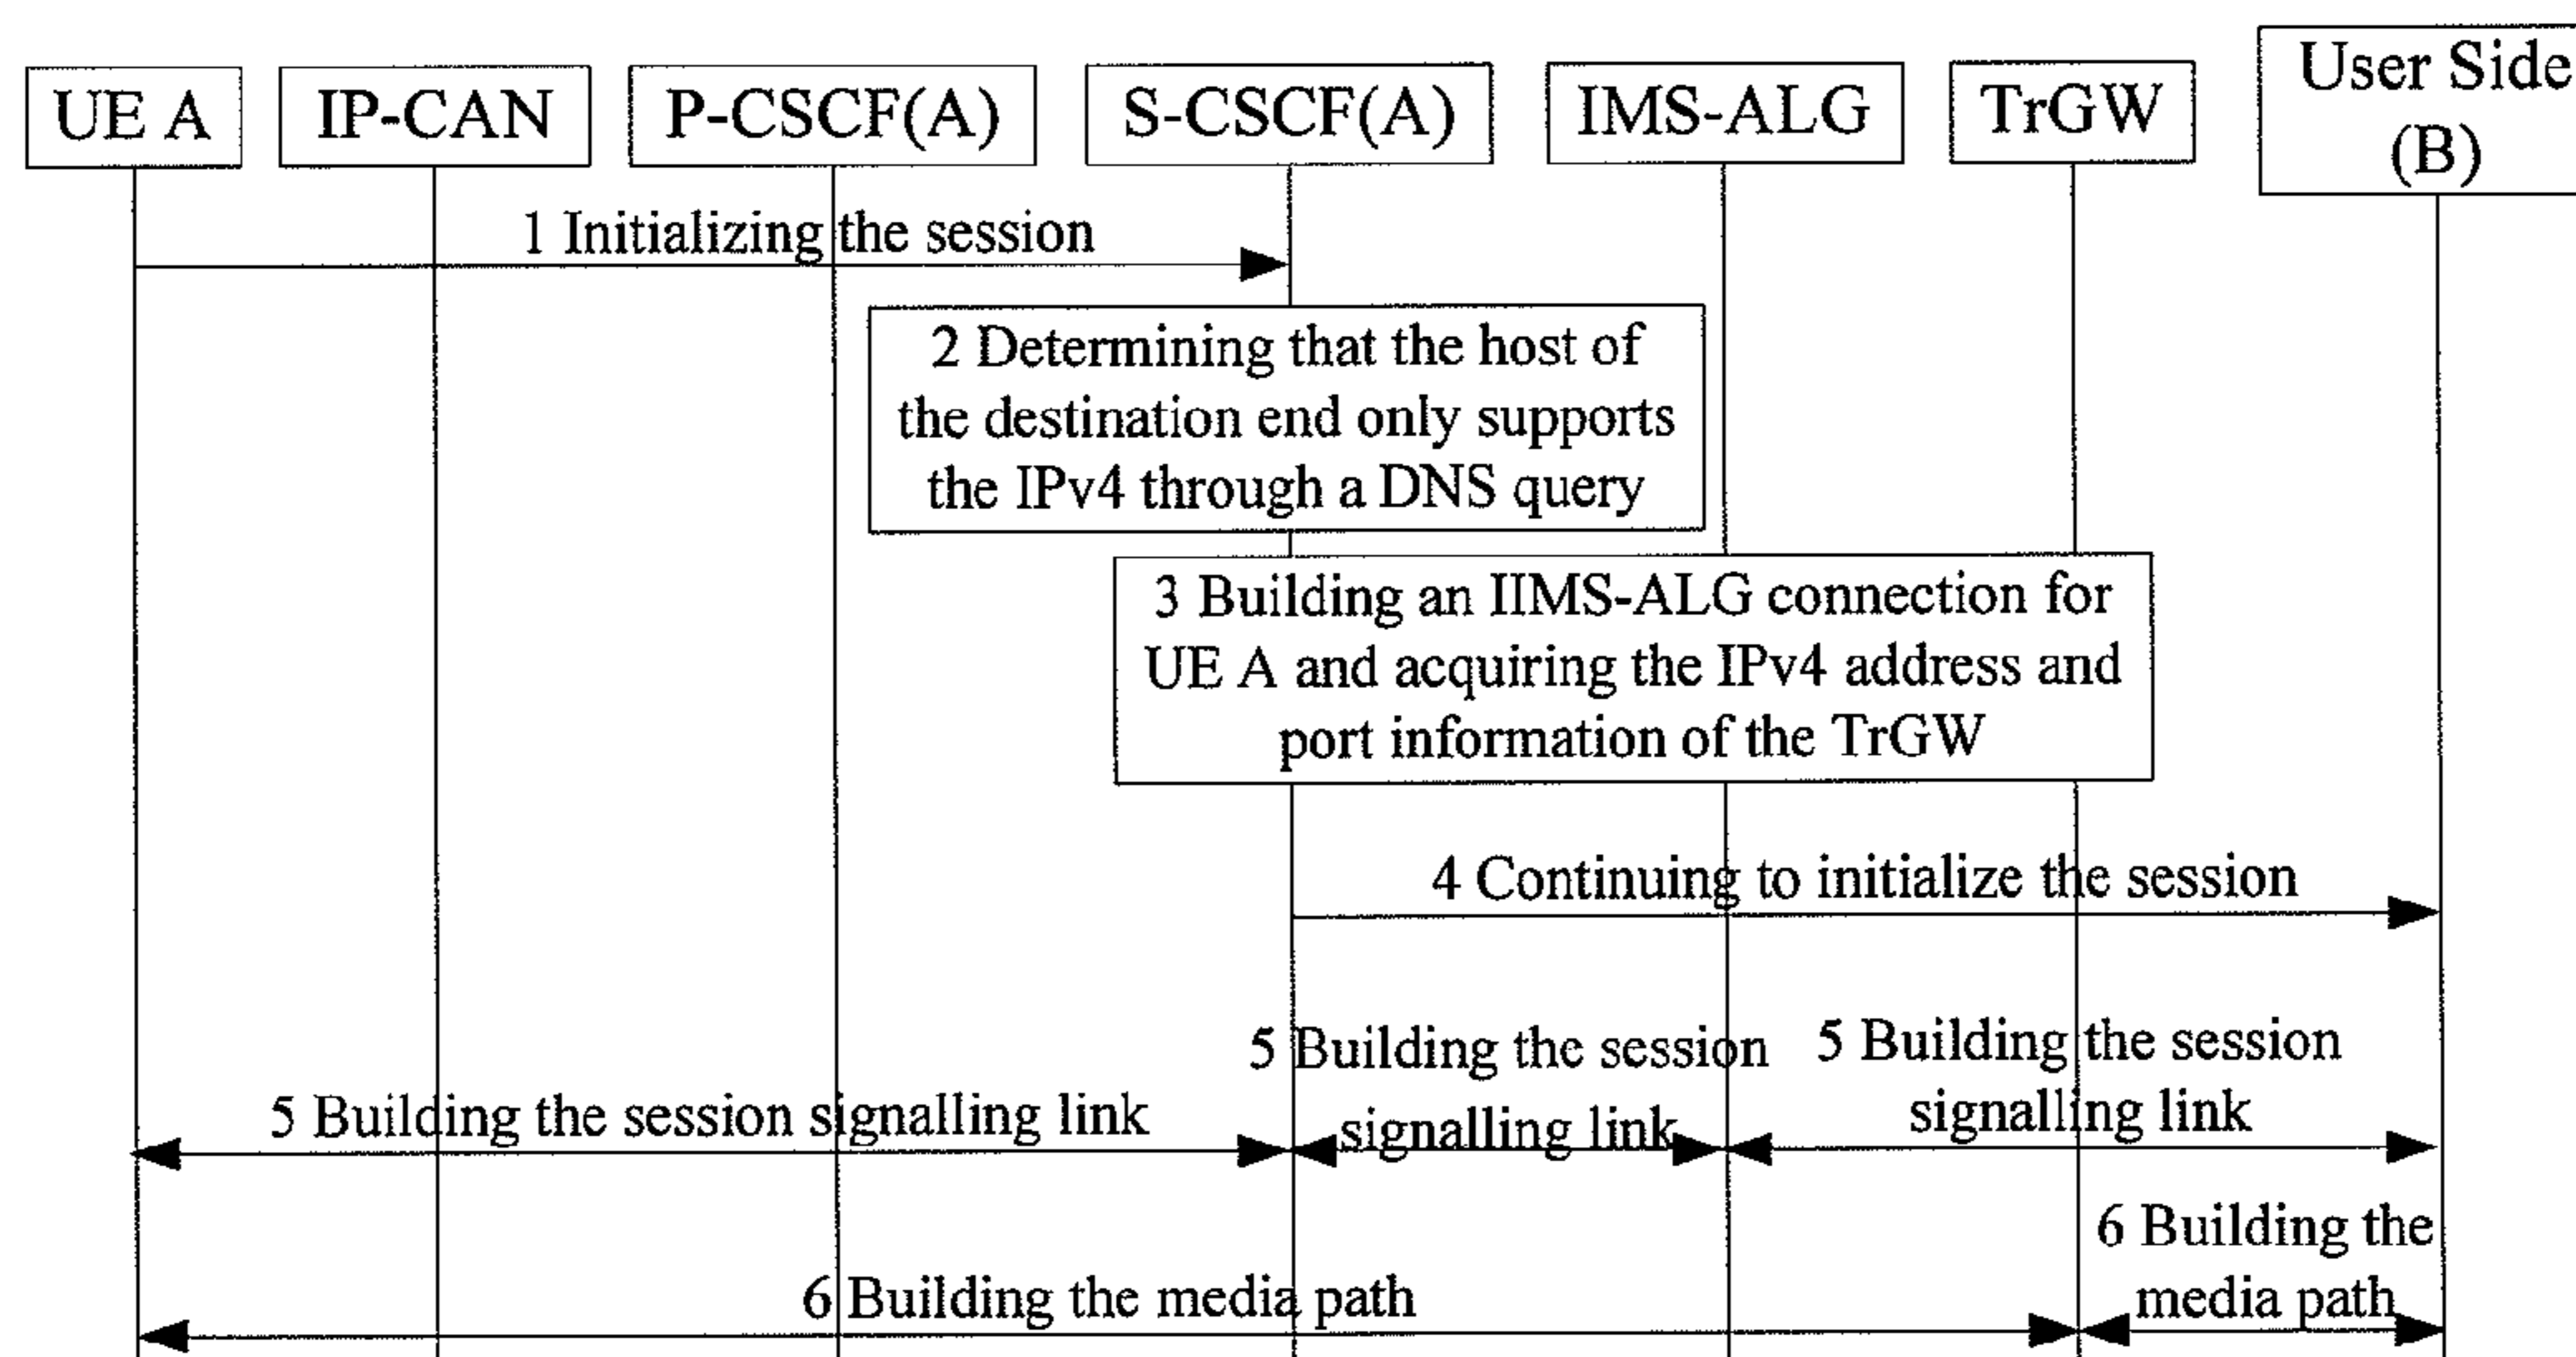 UE A
IP-CAN
P-CSCF(A)
S-CSCF(A)
IMS-ALG
TrGW
User Side
(B)
1 Initializing the session
2 Determining that the host of
the destination end only supports
the IPv4 through a DNS query
3 Building an IIMS-ALG connection for
UE A and acquiring the IPv4 address and
port information of the TrGW
4 Continuing to initialize the session
5 Building the session signalling link
5 Building the session
signalling link
5 Building the session
signalling link
6 Building the media path
6 Building the
media path